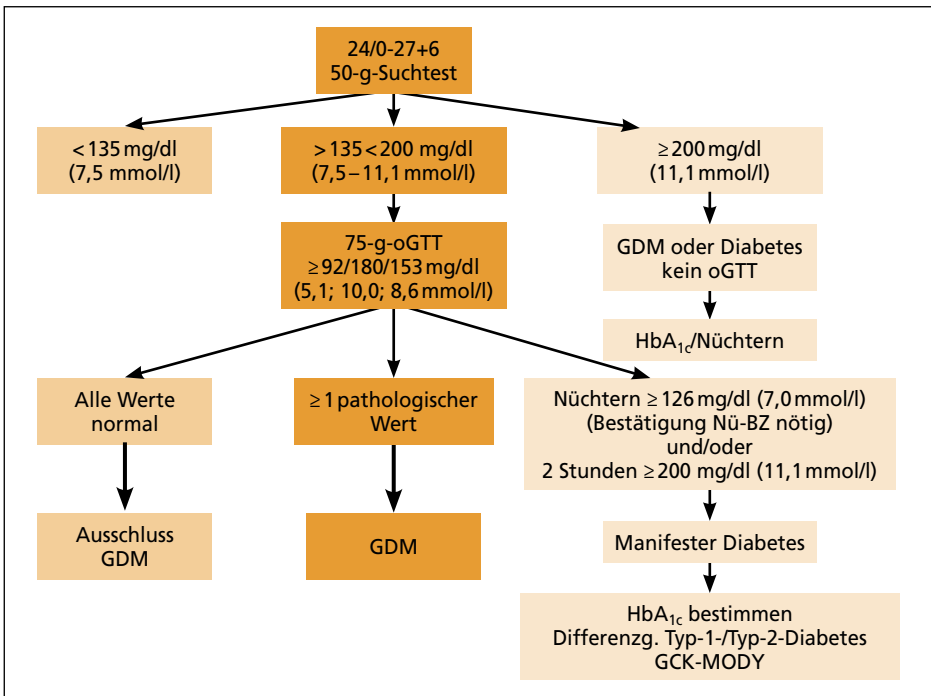 24/0-27+6
50-g-Suchtest
<135 mg/dl
(7,5 mmol/l)
>135<200 mg/dl
(7,5–11,1 mmol/l)
≥200 mg/dl
(11,1 mmol/l)
75-g-oGTT
≥92/180/153 mg/dl
(5,1; 10,0; 8,6 mmol/l)
GDM oder Diabetes
kein oGTT
HbA1c/Nüchtern
Alle Werte
normal
≥1 pathologischer
Wert
Nüchtern ≥126 mg/dl (7,0 mmol/l)
(Bestätigung Nü-BZ nötig)
und/oder
2 Stunden ≥200 mg/dl (11,1 mmol/l)
Ausschluss
GDM
GDM
Manifester Diabetes
HbA1c bestimmen
Differenzg. Typ-1-/Typ-2-Diabetes
GCK-MODY